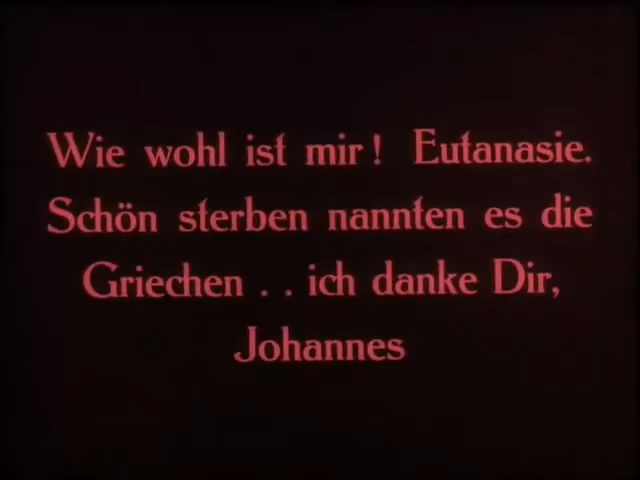 Wie wohl ist mir! Eutanasie.
Schön sterben nannten es die
Griechen . . ich danke Dir,
Johannes